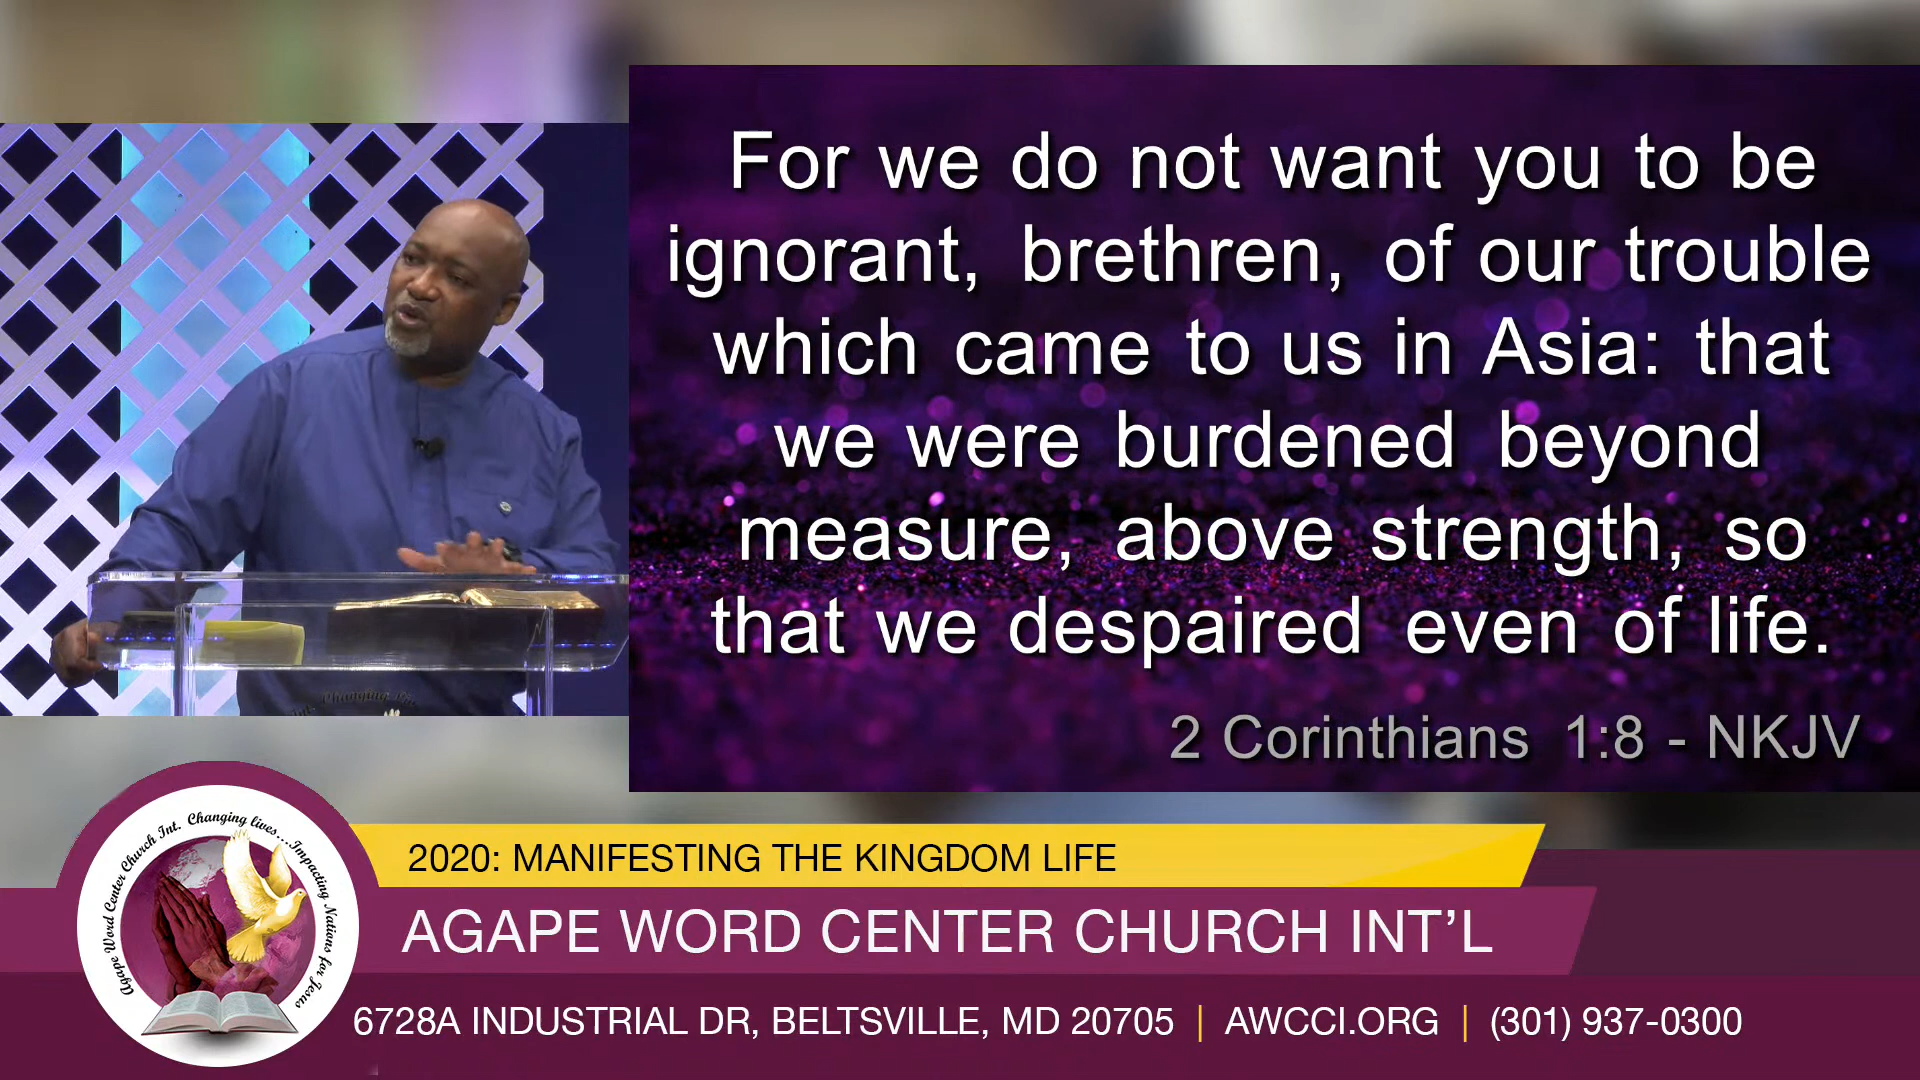 For we do not want you to be
ignorant, brethren, of our trouble
which came to us in Asia: that
we were burdened beyond
measure, above strength, so
that we despaired even of life.
2 Corinthians 1:8 - NKJV
Changing
Agape Word Center Church Int. Changing lives...Impacting Nations for Jesus
2020: MANIFESTING THE KINGDOM LIFE
AGAPE WORD CENTER CHURCH INT'L
6728A INDUSTRIAL DR, BELTSVILLE, MD 20705 | AWCCI.ORG | (301) 937-0300